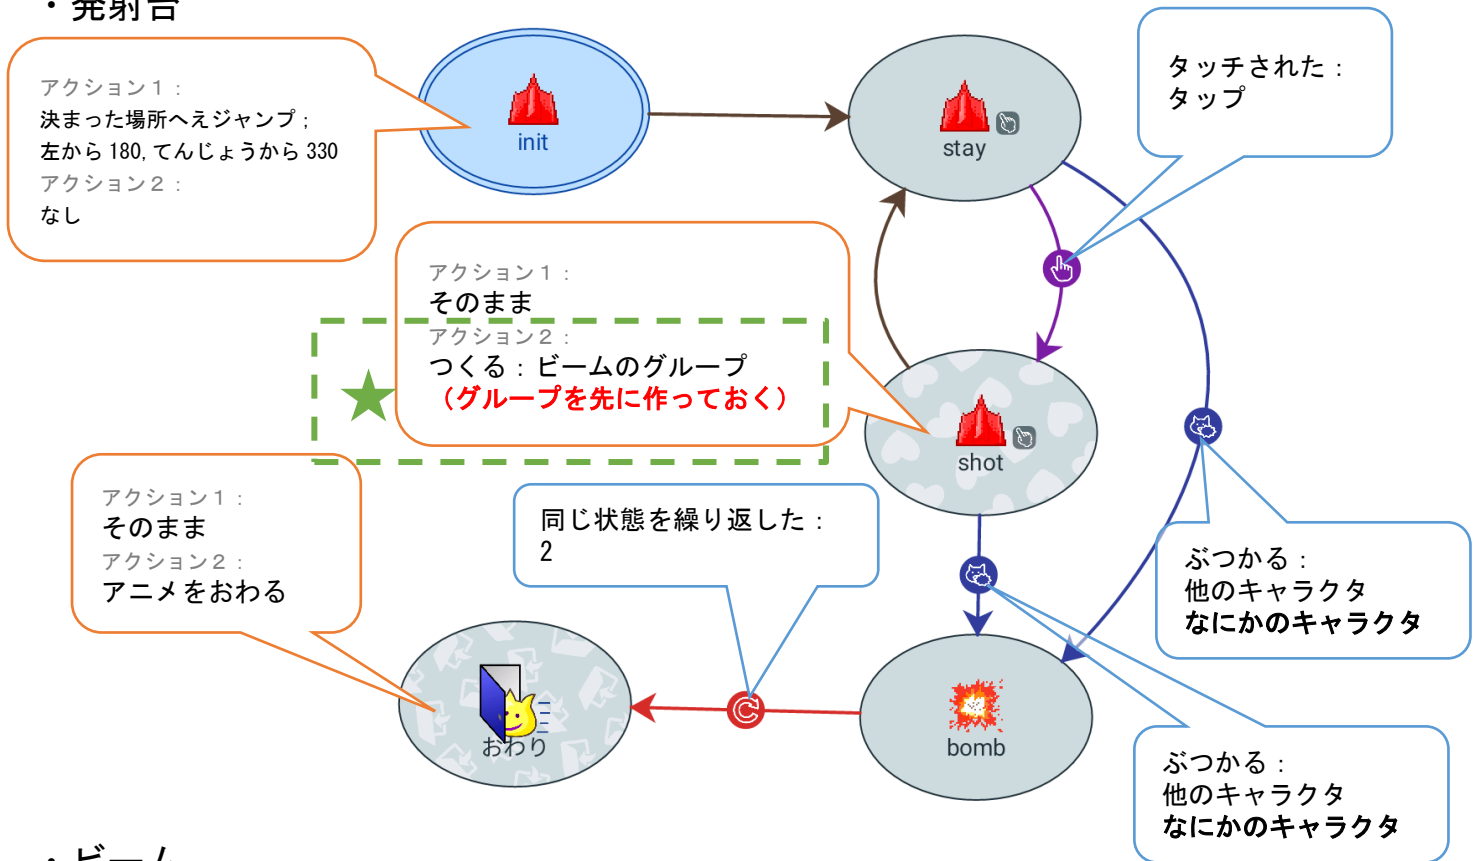 ・発射台
アクション１：
決まった場所へえジャンプ；
左から 180, てんじょうから 330
アクション２：
なし
init
stay
タッチされた：
タップ
アクション１：
そのまま
アクション２：
つくる：ビームのグループ
（グループを先に作っておく）
shot
アクション１：
そのまま
アクション２：
アニメをおわる
同じ状態を繰り返した：
2
ぶつかる：
他のキャラクタ
なにかのキャラクタ
おわり
bomb
ぶつかる：
他のキャラクタ
なにかのキャラクタ
・ビーム